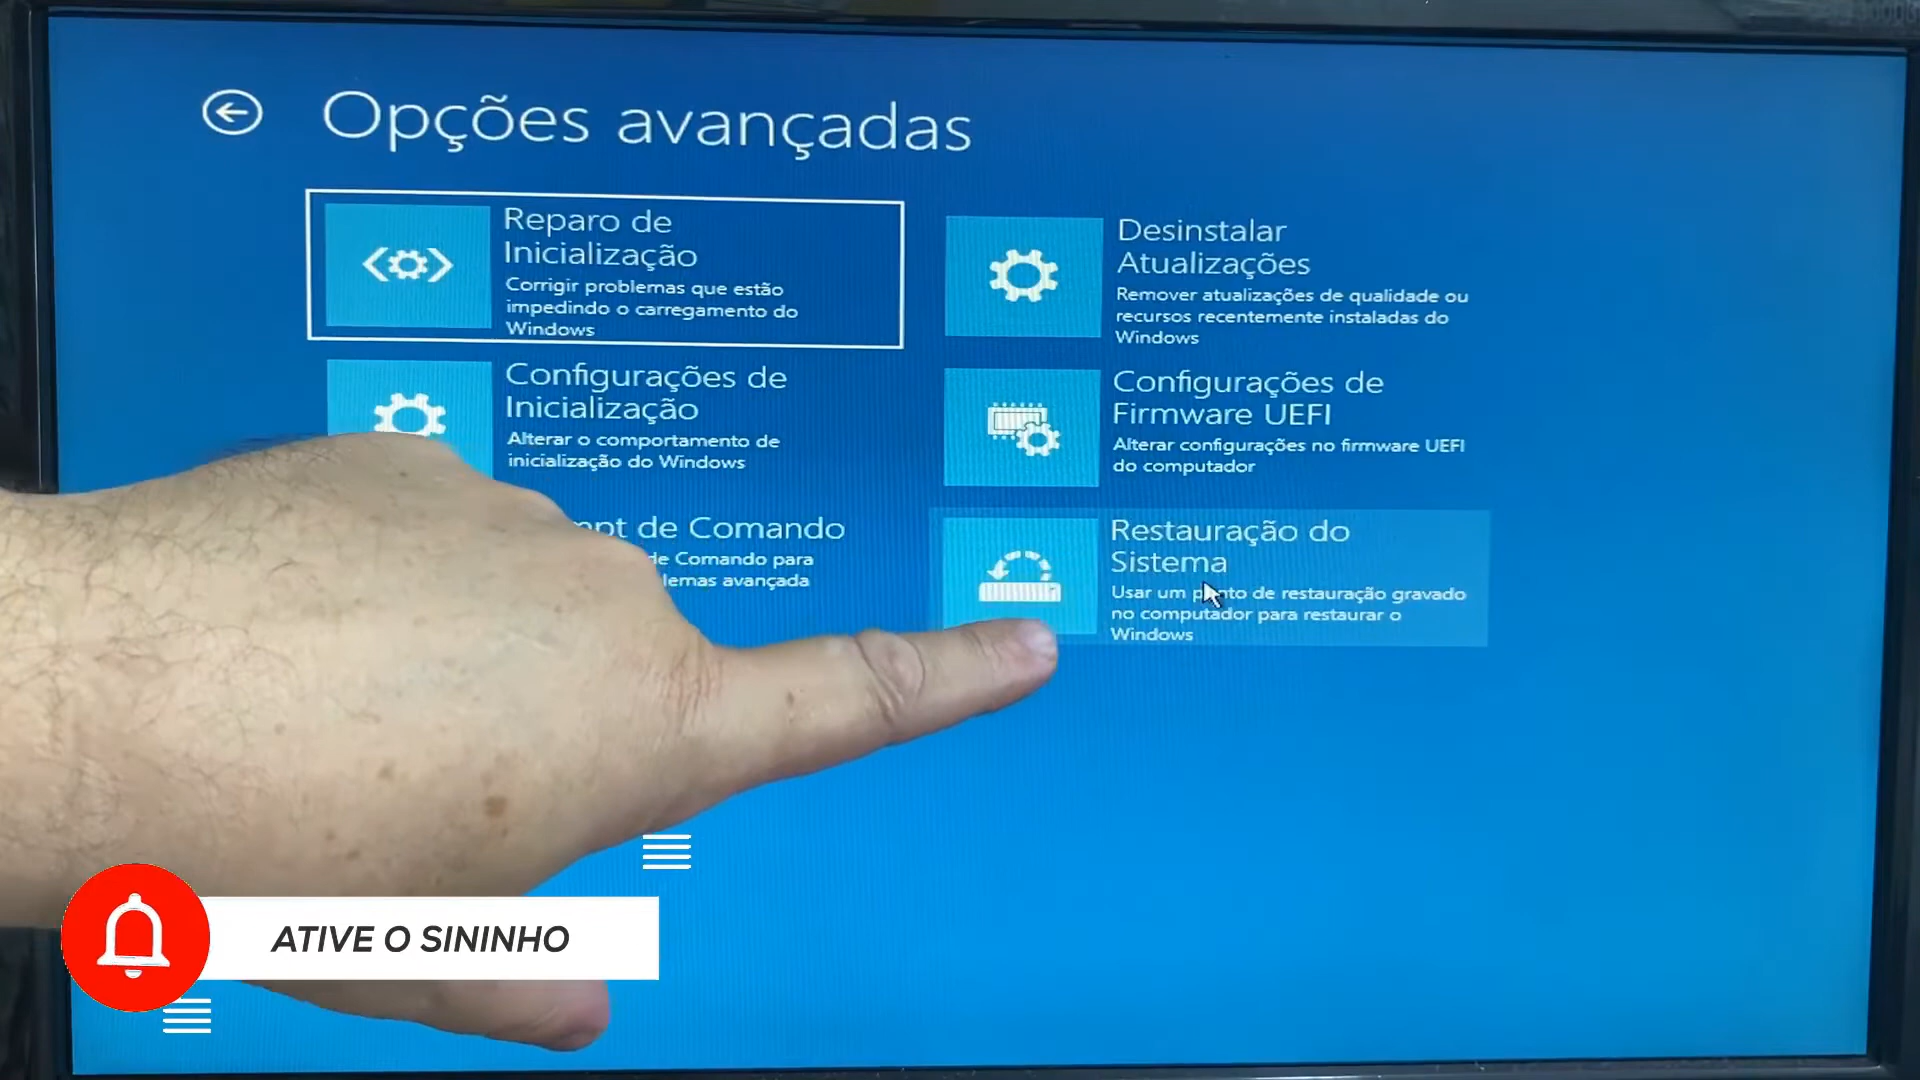 Opções avançadas
Reparo de
Inicialização
Corrigir problemas que estão
impedindo o carregamento do
Windows
Desinstalar
Atualizações
Remover atualizações de qualidade ou
recursos recentemente instaladas do
Windows
Configurações de
Inicialização
Alterar o comportamento de
inicialização do Windows
Configurações de
Firmware UEFI
Alterar configurações no firmware UEFI
do computador
de Comando
de Comando para
avançada
Restauração do
Sistema
Usar um ponto de restauração gravado
no computador para restaurar o
Windows
ATIVE O SININHO